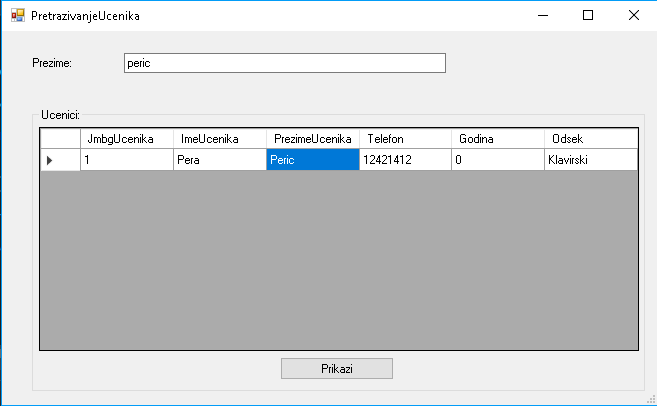 PretrazivanjeUcenika
Prezime: peric
Ucenici:
JmbgUcenika ImeUcenika PrezimeUcenika Telefon Godina Odsek
1 Pera Peric 12421412 0 Klavirski
Prikazi